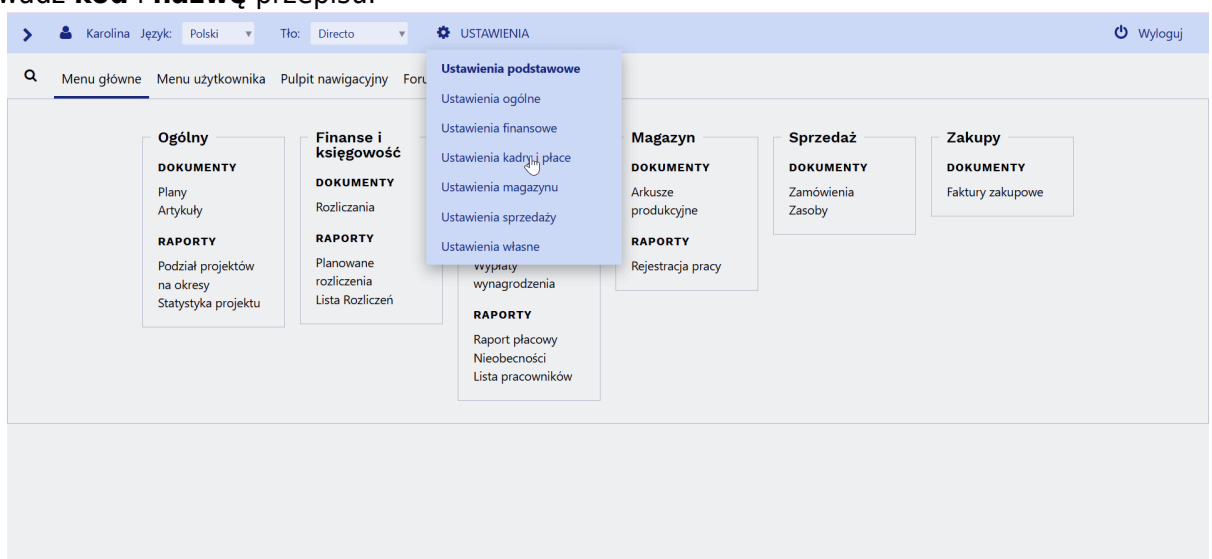 kod i nazwę przepisu.
Karolina Język: Polski Tło: Directo USTAWIENIA Wyloguj
Menu główne Menu użytkownika Pulpit nawigacyjny
Ustawienia podstawowe
Ustawienia ogólne
Ustawienia finansowe
Ustawienia kadry i płace
Ustawienia magazynu
Ustawienia sprzedaży
Ustawienia własne
Ogólny
DOKUMENTY
Plany
Artykuły
RAPORTY
Podział projektów
na okresy
Statystyka projektu
Finanse i
księgowość
DOKUMENTY
Rozliczania
RAPORTY
Planowane
rozliczenia
Lista Rozliczeń
Wypłaty
wynagrodzenia
RAPORTY
Raport płacowy
Nieobecności
Lista pracowników
Magazyn
DOKUMENTY
Arkusze
produkcyjne
RAPORTY
Rejestracja pracy
Sprzedaż
DOKUMENTY
Zamówienia
Zasoby
Zakupy
DOKUMENTY
Faktury zakupowe